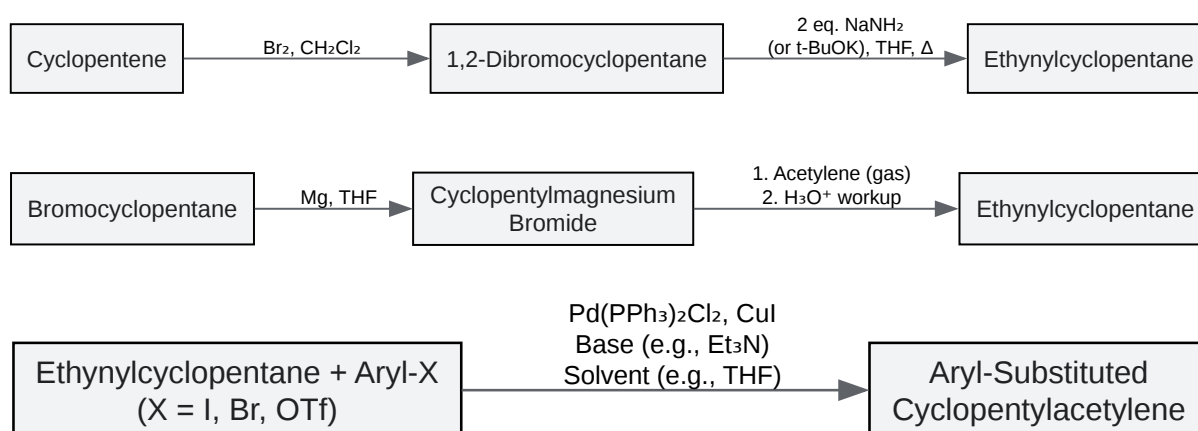 Cyclopentene
Br₂, CH₂Cl₂
1,2-Dibromocyclopentane
2 eq. NaNH₂
(or t-BuOK), THF, Δ
Ethynylcyclopentane
Bromocyclopentane
Mg, THF
Cyclopentylmagnesium
Bromide
1. Acetylene (gas)
2. H₃O⁺ workup
Ethynylcyclopentane
Ethynylcyclopentane + Aryl-X
(X = I, Br, OTf)
Pd(PPh₃)₂Cl₂, CuI
Base (e.g., Et₃N)
Solvent (e.g., THF)
Aryl-Substituted
Cyclopentylacetylene